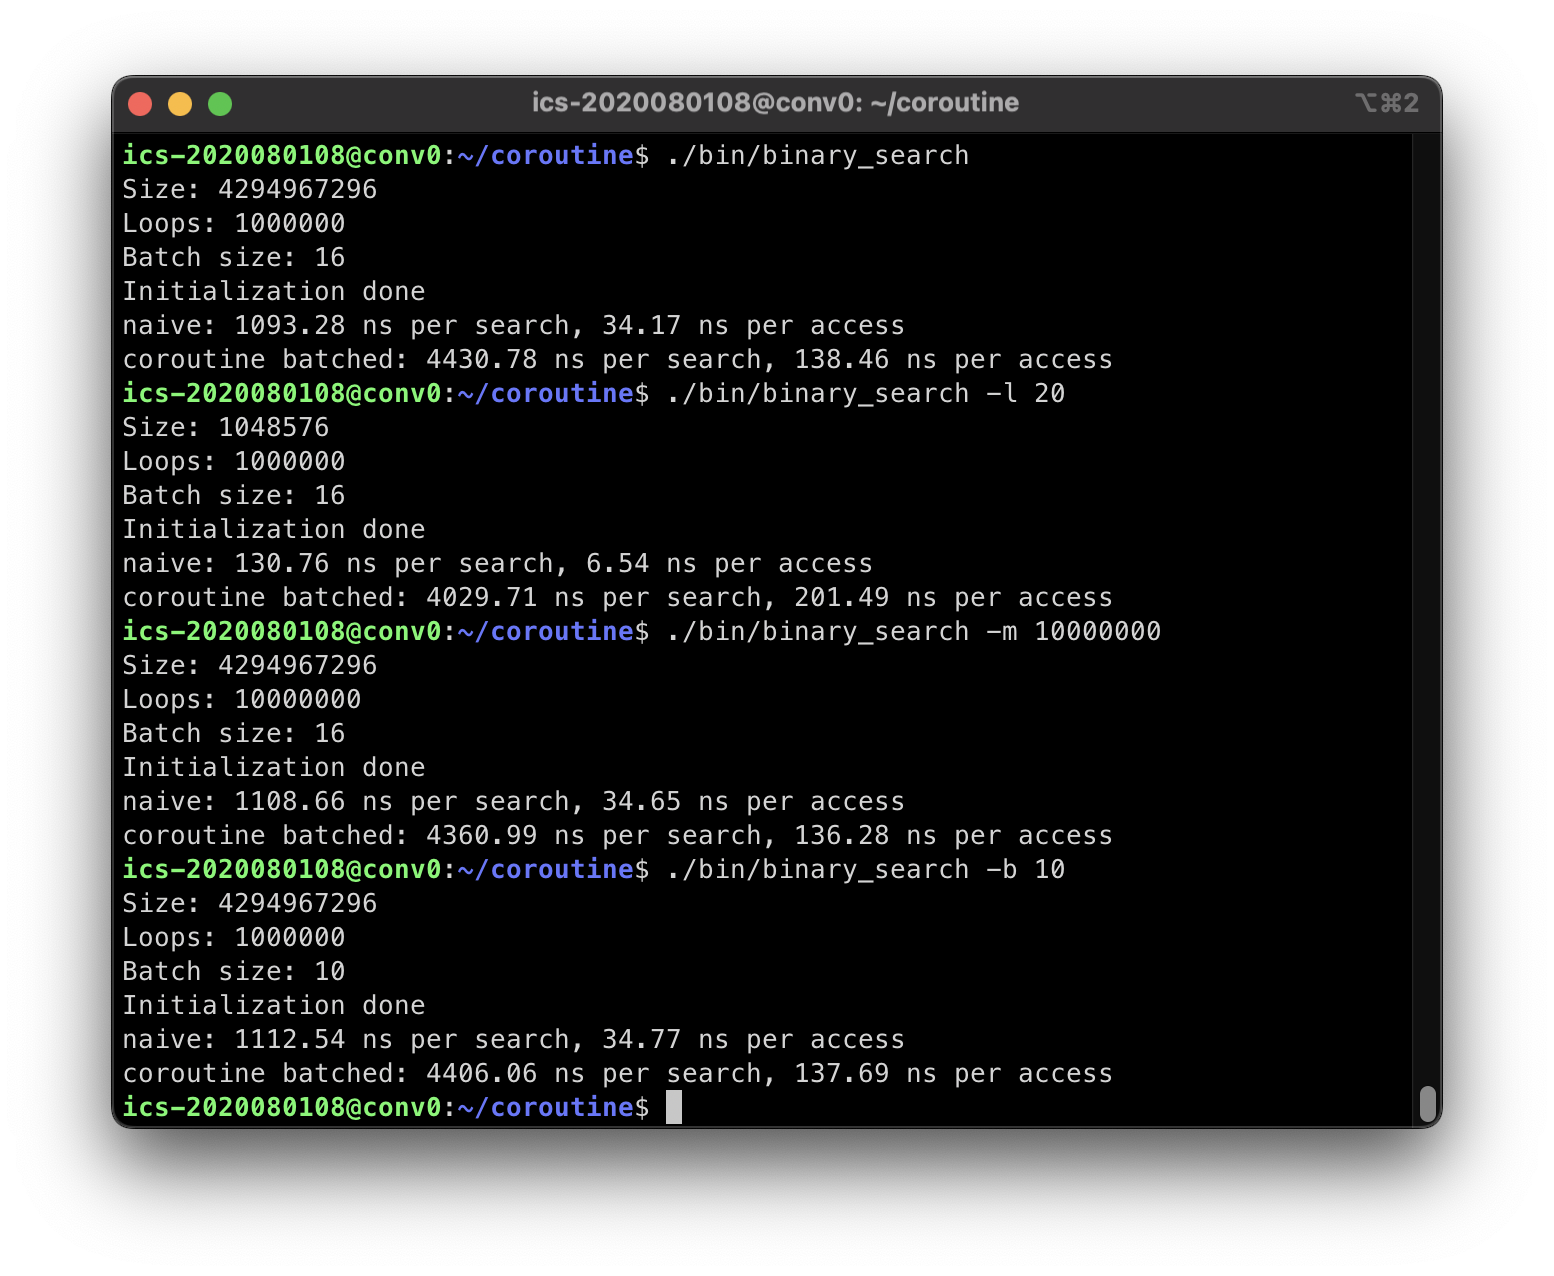 ics-2020080108@conv0: ~/coroutine ⌥⌘2
ics-2020080108@conv0:~/coroutine$ ./bin/binary_search
Size: 4294967296
Loops: 1000000
Batch size: 16
Initialization done
naive: 1093.28 ns per search, 34.17 ns per access
coroutine batched: 4430.78 ns per search, 138.46 ns per access
ics-2020080108@conv0:~/coroutine$ ./bin/binary_search -l 20
Size: 1048576
Loops: 1000000
Batch size: 16
Initialization done
naive: 130.76 ns per search, 6.54 ns per access
coroutine batched: 4029.71 ns per search, 201.49 ns per access
ics-2020080108@conv0:~/coroutine$ ./bin/binary_search -m 10000000
Size: 4294967296
Loops: 10000000
Batch size: 16
Initialization done
naive: 1108.66 ns per search, 34.65 ns per access
coroutine batched: 4360.99 ns per search, 136.28 ns per access
ics-2020080108@conv0:~/coroutine$ ./bin/binary_search -b 10
Size: 4294967296
Loops: 1000000
Batch size: 10
Initialization done
naive: 1112.54 ns per search, 34.77 ns per access
coroutine batched: 4406.06 ns per search, 137.69 ns per access
ics-2020080108@conv0:~/coroutine$